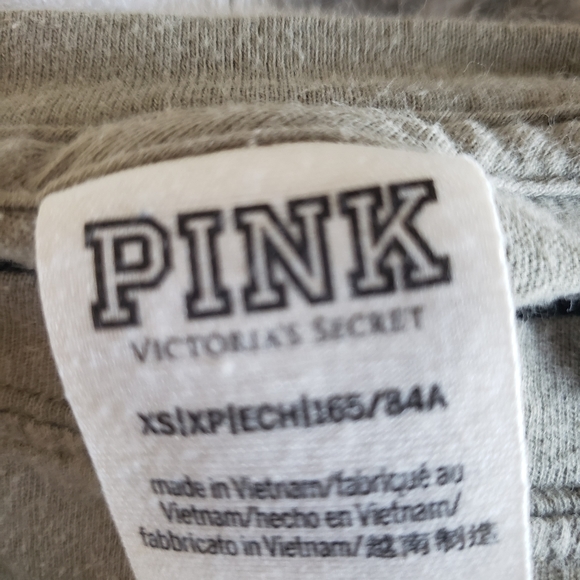 PINK
VICTORIA'S SECRET
XS|XP|ECH|165/84A
made in Vietnam/fabriqué au
Vietnam/hecho en Vietnam/
fabbricato in Vietnam/越南制造